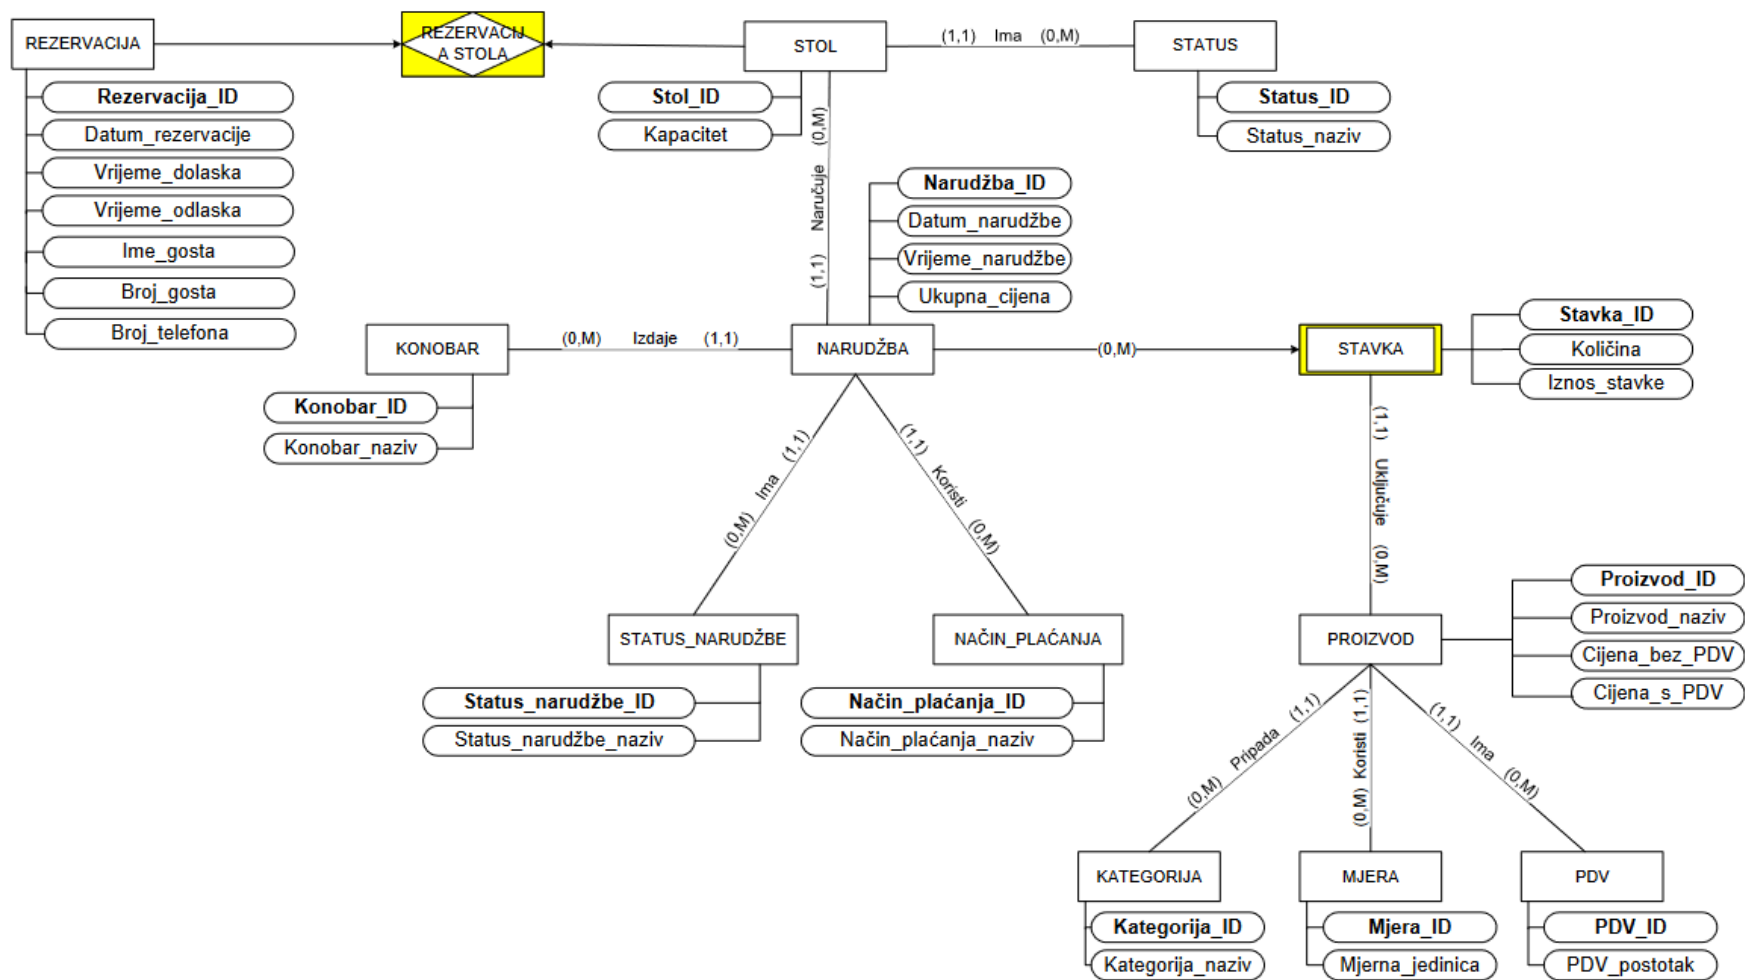 REZERVACIJA
REZERVACIJ
A STOLA
STOL
(1,1) Ima (0,M)
STATUS
Rezervacija_ID
Datum_rezervacije
Vrijeme_dolaska
Vrijeme_odlaska
Ime_gosta
Broj_gosta
Broj_telefona
Stol_ID
Kapacitet
Status_ID
Status_naziv
(1,1) Naručuje (0,M)
Narudžba_ID
Datum_narudžbe
Vrijeme_narudžbe
Ukupna_cijena
KONOBAR
(0,M) Izdaje (1,1)
NARUDŽBA
(0,M)
STAVKA
Stavka_ID
Količina
Iznos_stavke
Konobar_ID
Konobar_naziv
(0,M) Ima (1,1)
(1,1) Koristi (0,M)
(1,1) Uključuje (0,M)
STATUS_NARUDŽBE
Status_narudžbe_ID
Status_narudžbe_naziv
NAČIN_PLAĆANJA
Način_plaćanja_ID
Način_plaćanja_naziv
PROIZVOD
Proizvod_ID
Proizvod_naziv
Cijena_bez_PDV
Cijena_s_PDV
(0,M) Pripada (1,1)
(0,M) Koristi (1,1)
(1,1) Ima (0,M)
KATEGORIJA
Kategorija_ID
Kategorija_naziv
MJERA
Mjera_ID
Mjerna_jedinica
PDV
PDV_ID
PDV_postotak